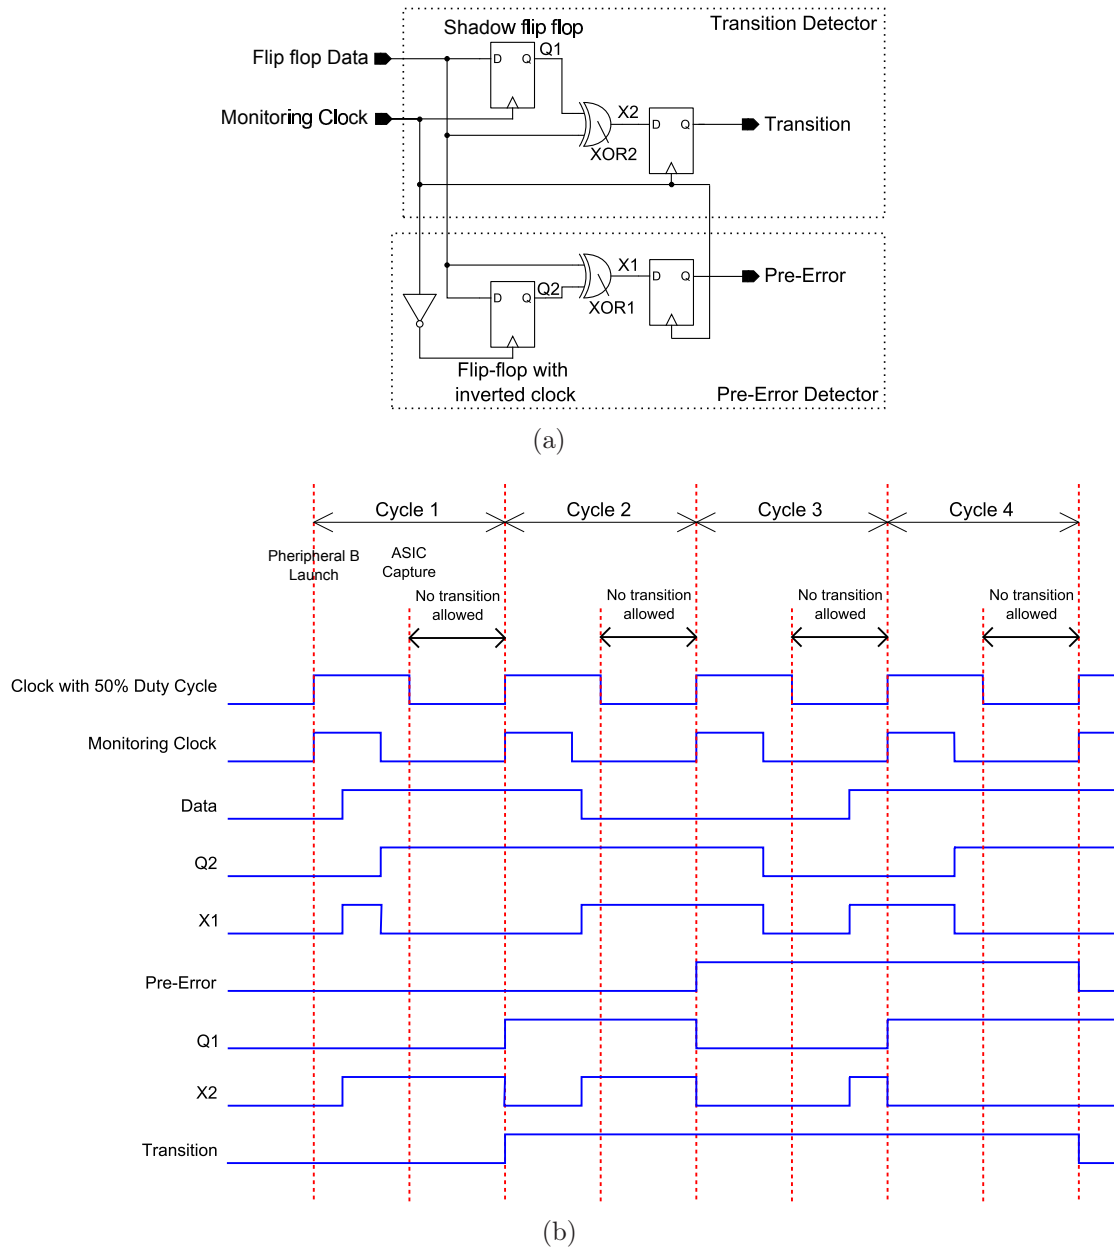 Transition Detector
Shadow flip flop
Flip flop Data
D
Q
Q1
Monitoring Clock
X2
D
Q
Transition
XOR2
X1
D
Q
Pre-Error
D
Q
Q2
XOR1
Flip-flop with
inverted clock
Pre-Error Detector
(a)
Cycle 1
Cycle 2
Cycle 3
Cycle 4
Pheripheral B
Launch
ASIC
Capture
No transition
allowed
No transition
allowed
No transition
allowed
No transition
allowed
Clock with 50% Duty Cycle
Monitoring Clock
Data
Q2
X1
Pre-Error
Q1
X2
Transition
(b)